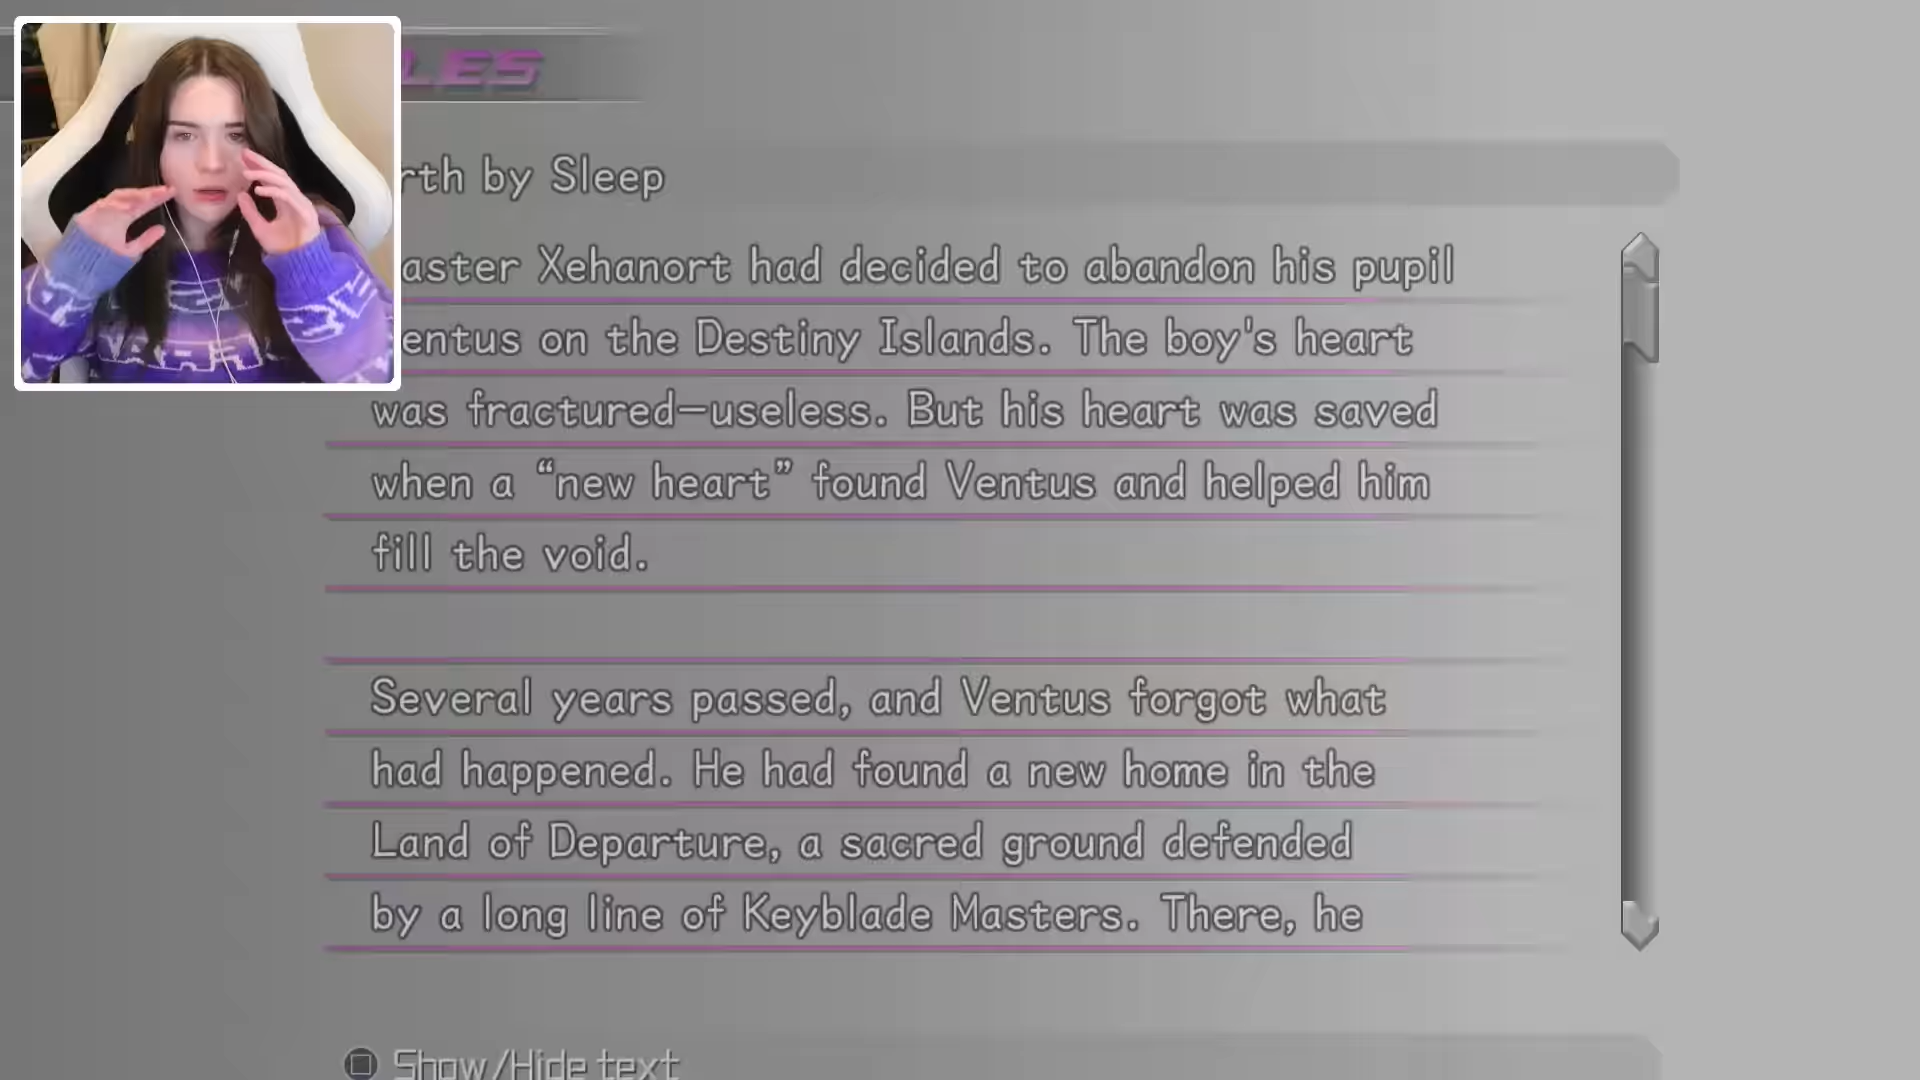 LES
rth by Sleep
aster Xehanort had decided to abandon his pupil
entus on the Destiny Islands. The boy's heart
was fractured—useless. But his heart was saved
when a “new heart” found Ventus and helped him
fill the void.
Several years passed, and Ventus forgot what
had happened. He had found a new home in the
Land of Departure, a sacred ground defended
by a long line of Keyblade Masters. There, he
Show/Hide text